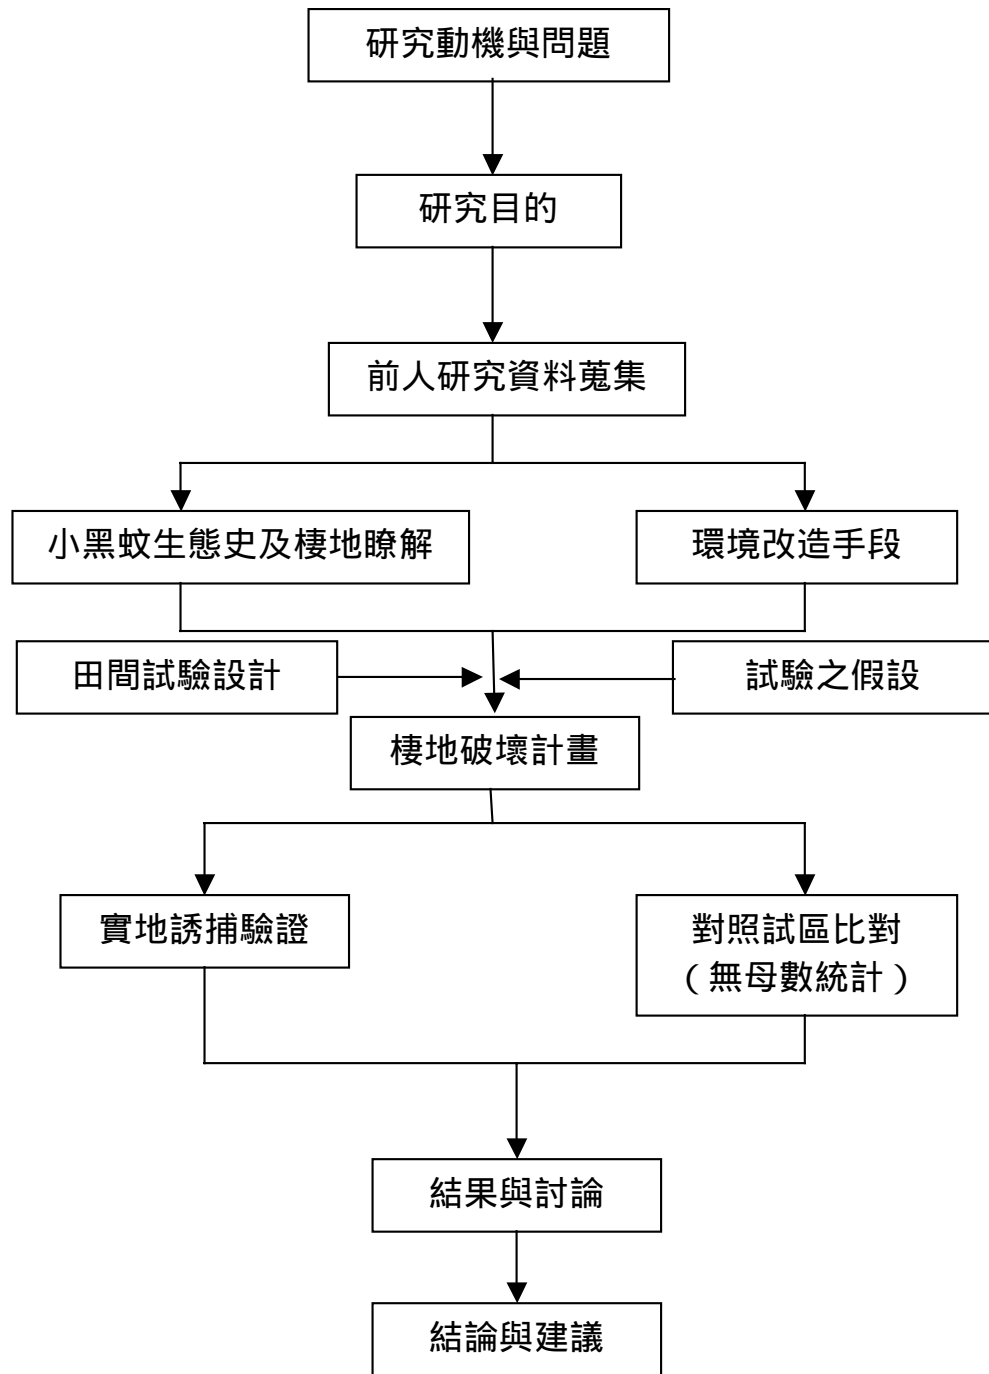 研究動機與問題
研究目的
前人研究資料蒐集
小黑蚊生態史及棲地瞭解
環境改造手段
田間試驗設計
試驗之假設
棲地破壞計畫
實地誘捕驗證
對照試區比對
（無母數統計）
結果與討論
結論與建議